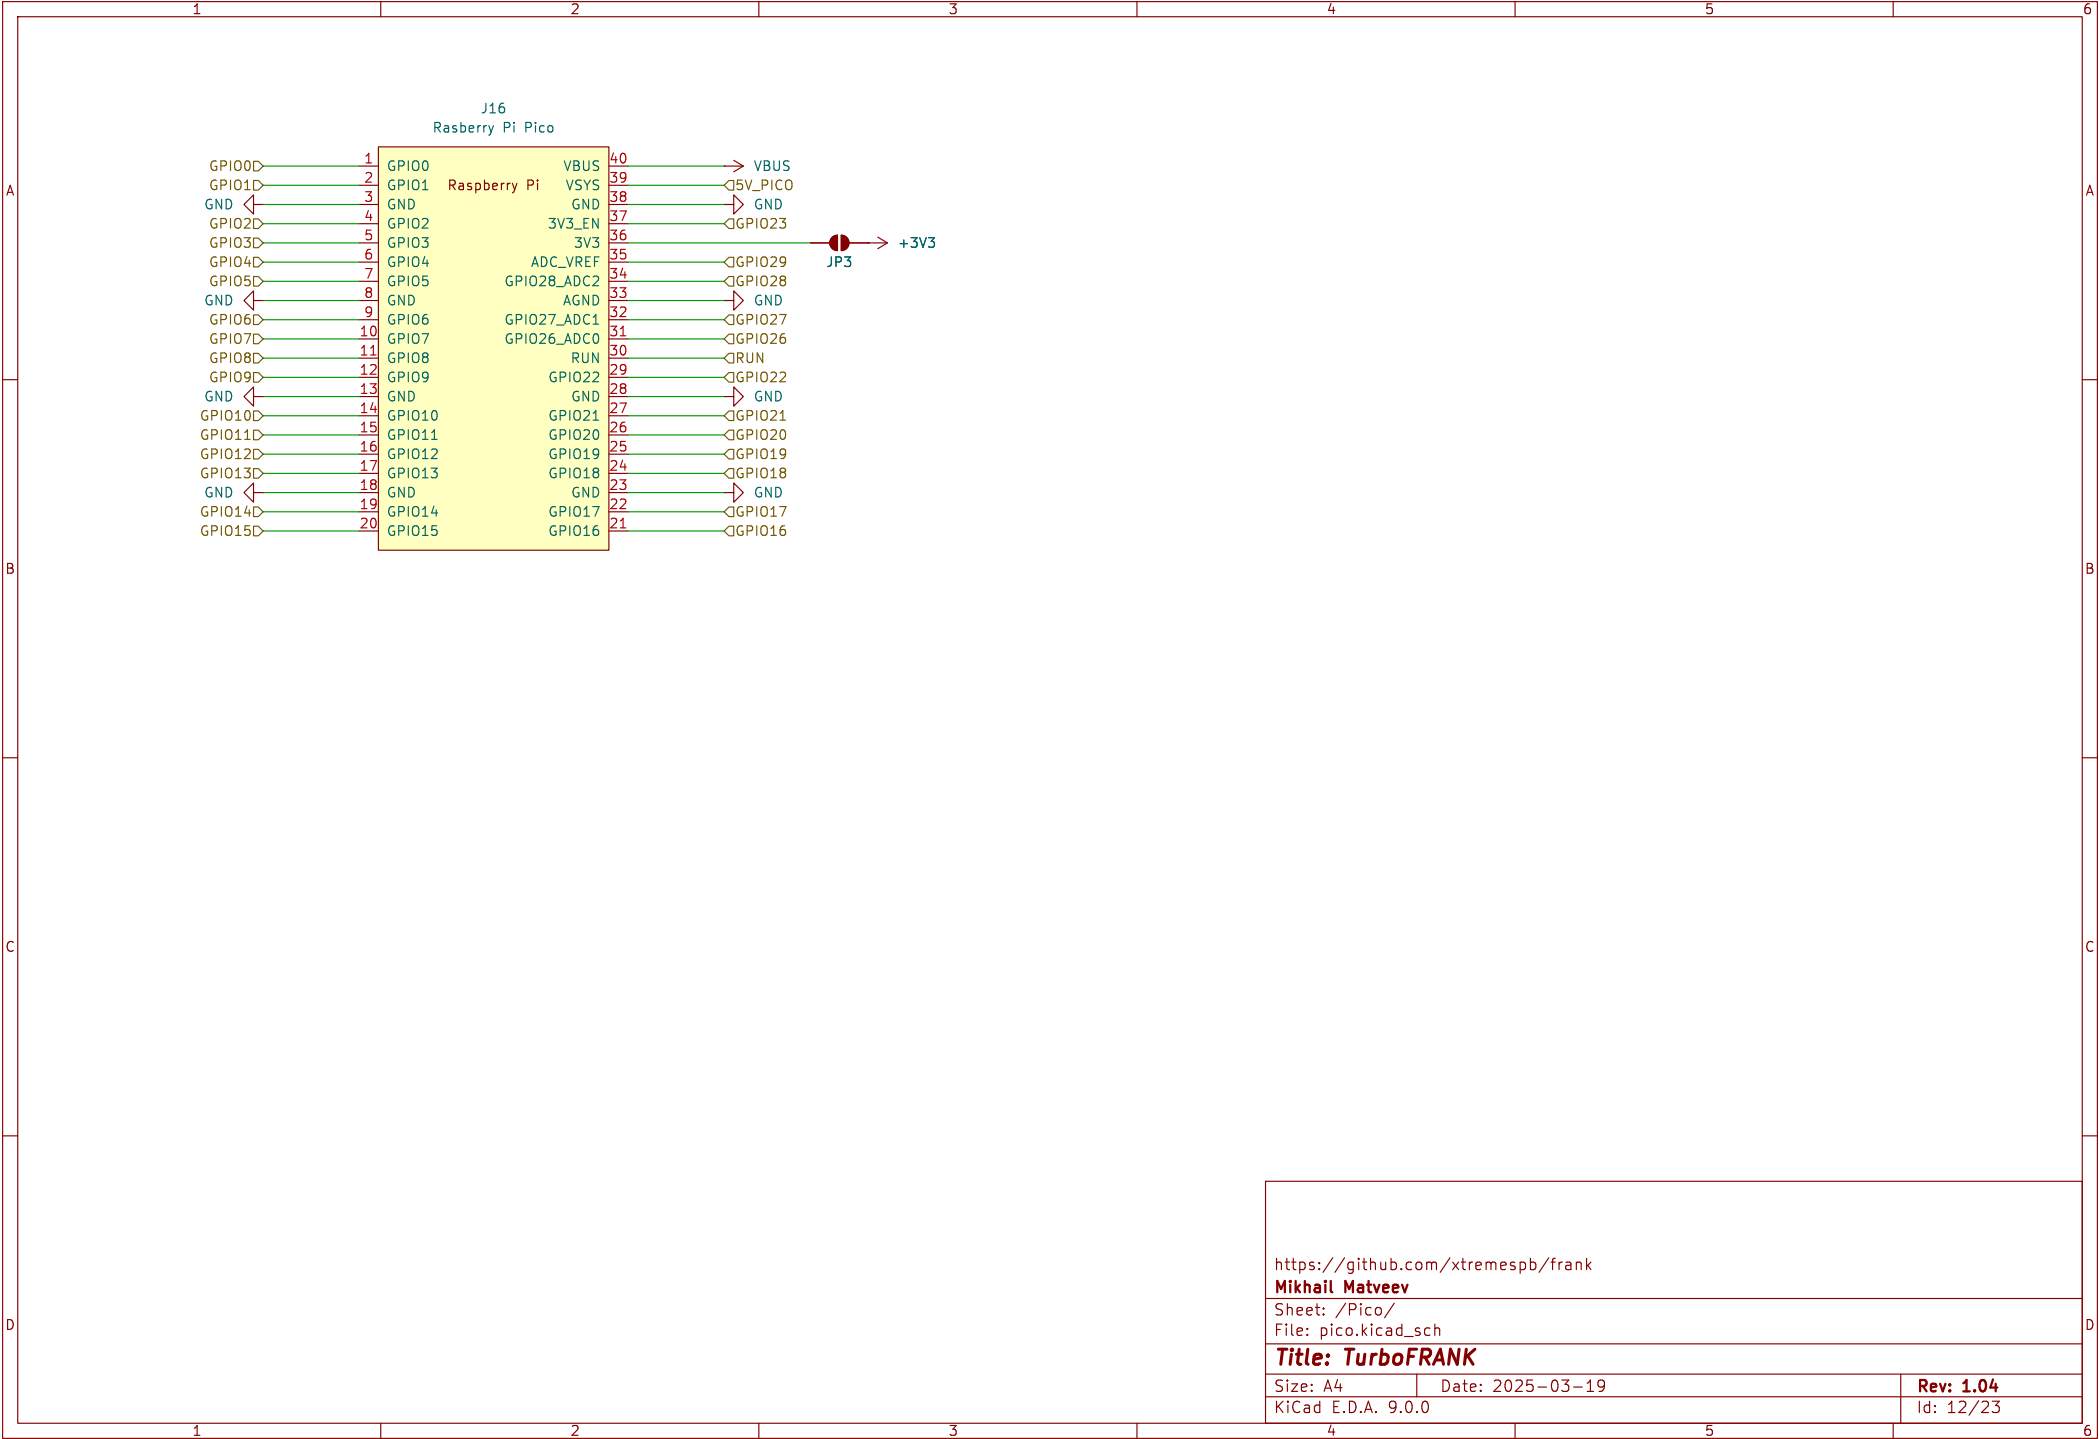 1 2 3 4 5 6
J16
Rasberry Pi Pico
GPIO0 1 GPIO0 VBUS 40 VBUS
GPIO1 2 GPIO1 Raspberry Pi VSYS 39 5V_PICO
GND 3 GND GND 38 GND
A A
GPIO2 4 GPIO2 3V3_EN 37 GPIO23
GPIO3 5 GPIO3 3V3 36 +3V3
GPIO4 6 GPIO4 ADC_VREF 35 GPIO29 JP3
GPIO5 7 GPIO5 GPIO28_ADC2 34 GPIO28
GND 8 GND AGND 33 GND
GPIO6 9 GPIO6 GPIO27_ADC1 32 GPIO27
GPIO7 10 GPIO7 GPIO26_ADC0 31 GPIO26
GPIO8 11 GPIO8 RUN 30 RUN
GPIO9 12 GPIO9 GPIO22 29 GPIO22
GND 13 GND GND 28 GND
GPIO10 14 GPIO10 GPIO21 27 GPIO21
GPIO11 15 GPIO11 GPIO20 26 GPIO20
GPIO12 16 GPIO12 GPIO19 25 GPIO19
GPIO13 17 GPIO13 GPIO18 24 GPIO18
GND 18 GND GND 23 GND
GPIO14 19 GPIO14 GPIO17 22 GPIO17
GPIO15 20 GPIO15 GPIO16 21 GPIO16
B B
C C
https://github.com/xtremespb/frank
Mikhail Matveev
Sheet: /Pico/
D D
File: pico.kicad_sch
Title: TurboFRANK
Size: A4 Date: 2025-03-19 Rev: 1.04
KiCad E.D.A. 9.0.0 Id: 12/23
1 2 3 4 5 6